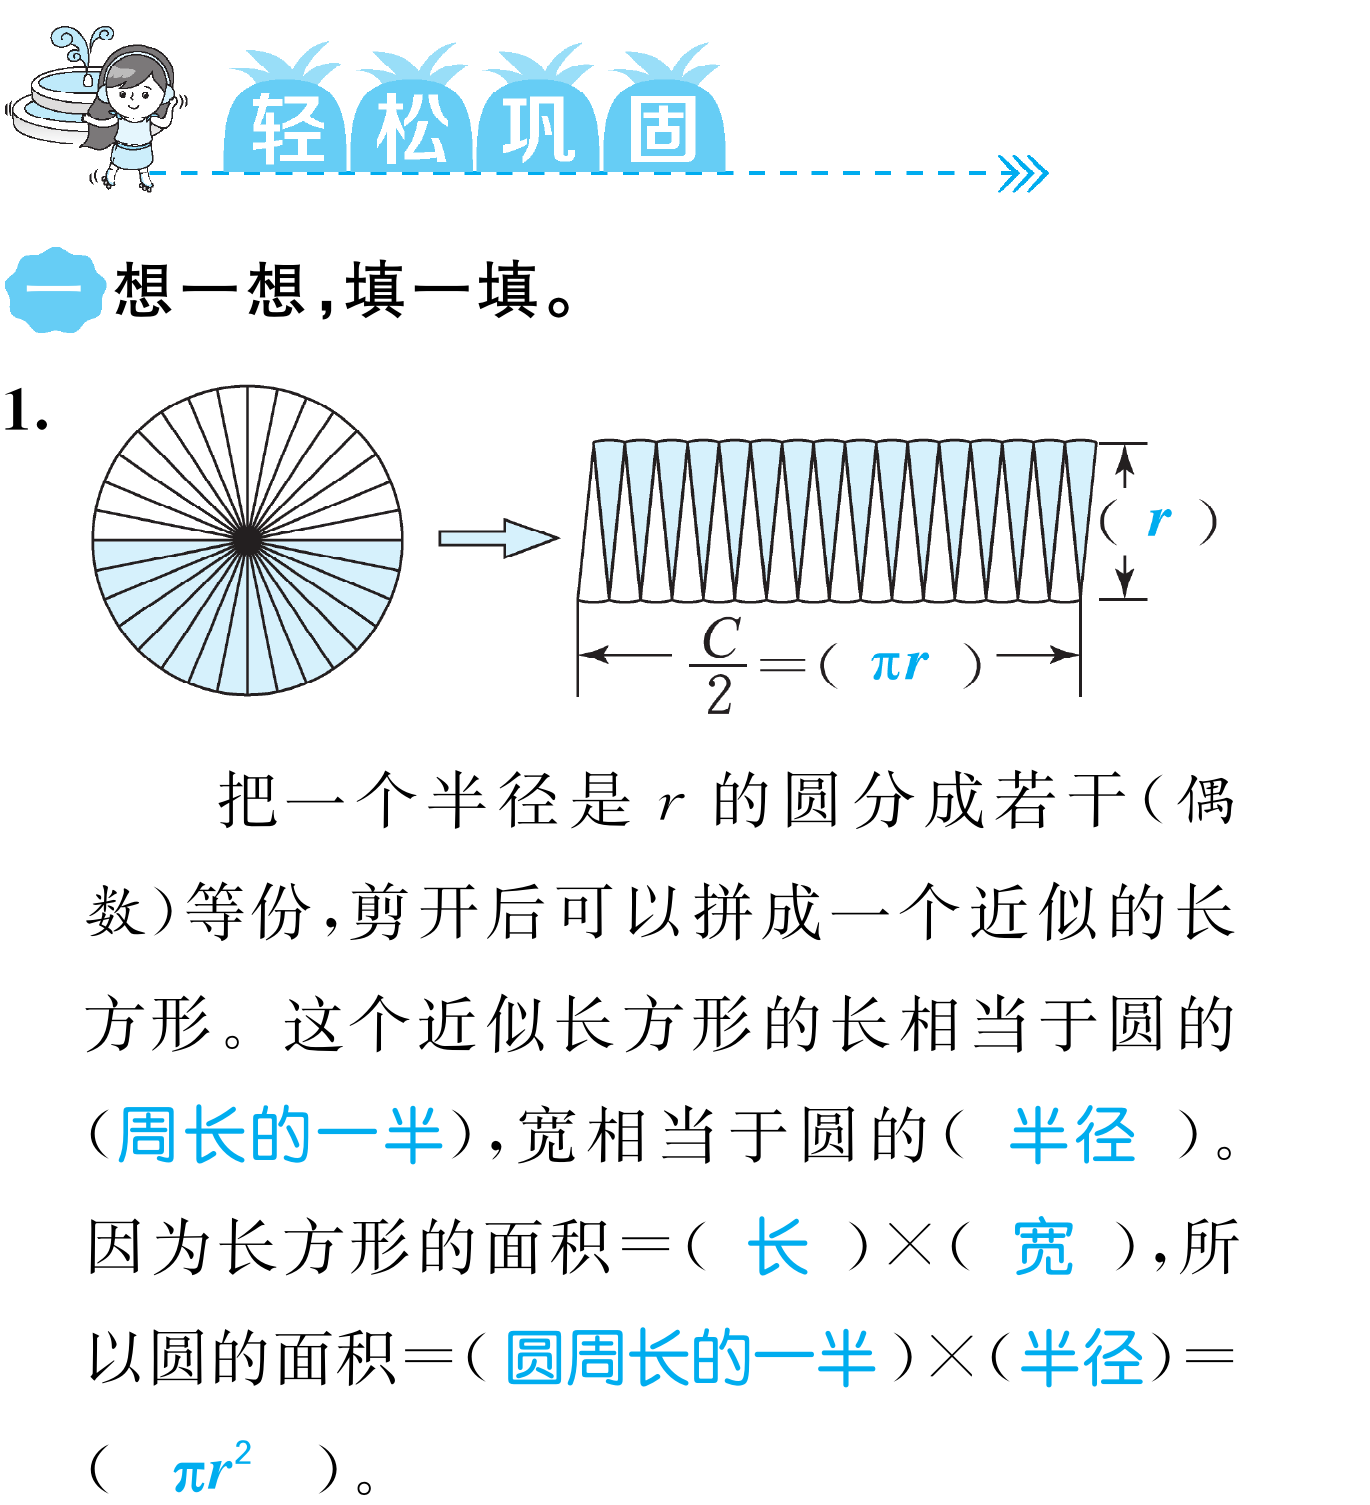 轻松巩固
一 想一想,填一填。
1.
( r )
C/2=( πr )
把一个半径是 r 的圆分成若干(偶
数)等份,剪开后可以拼成一个近似的长
方形。这个近似长方形的长相当于圆的
(周长的一半),宽相当于圆的( 半径 )。
因为长方形的面积=( 长 )×( 宽 ),所
以圆的面积=( 圆周长的一半 )×(半径)=
( πr² )。